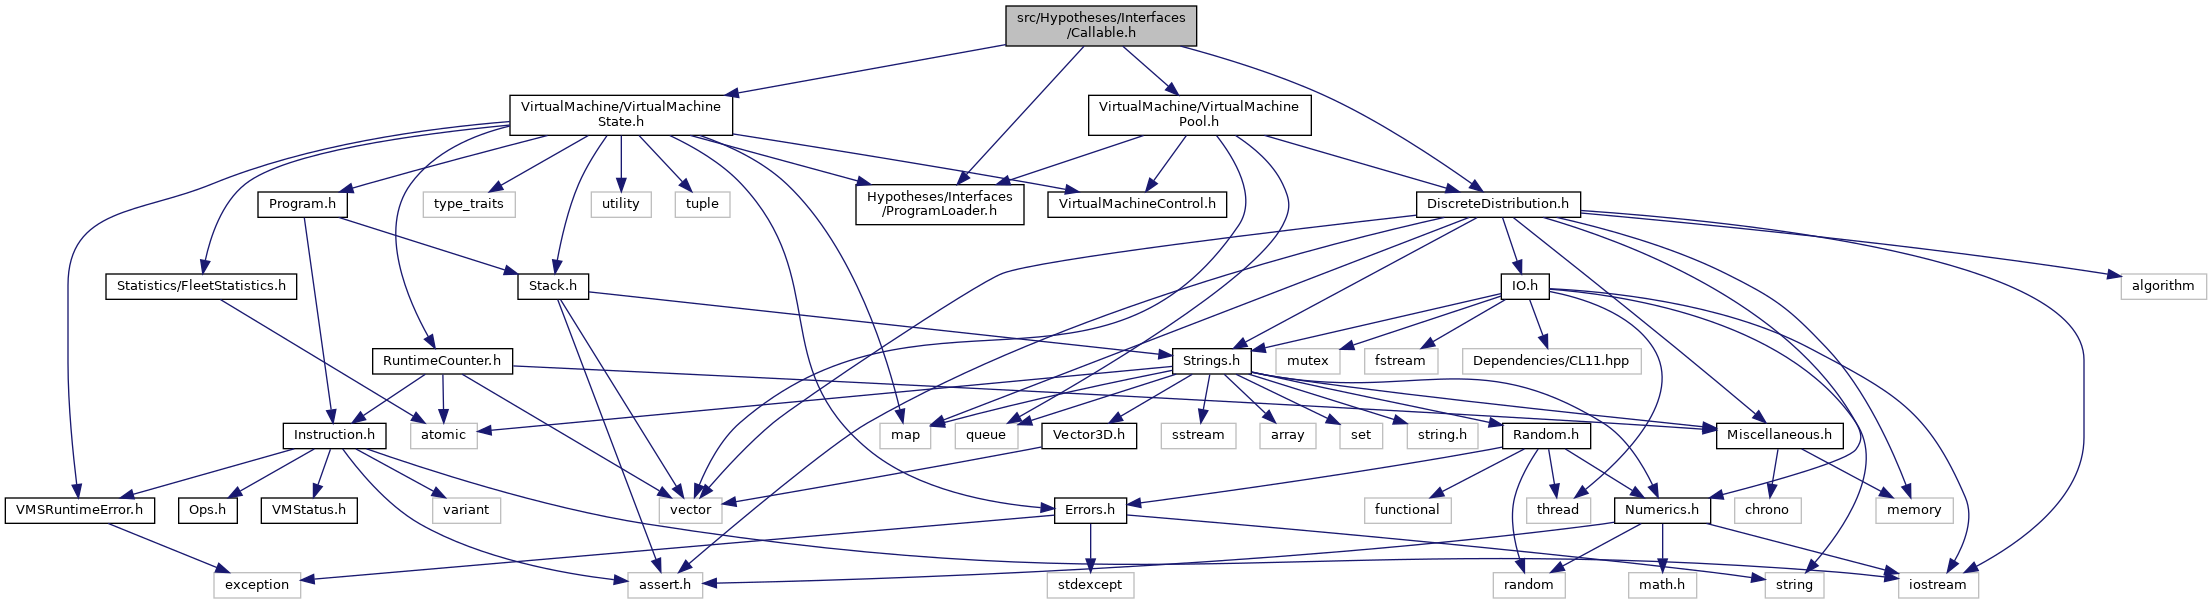 src/Hypotheses/Interfaces
/Callable.h
VirtualMachine/VirtualMachine
State.h
VirtualMachine/VirtualMachine
Pool.h
Program.h
type_traits
utility
tuple
Hypotheses/Interfaces
/ProgramLoader.h
VirtualMachineControl.h
DiscreteDistribution.h
Statistics/FleetStatistics.h
Stack.h
IO.h
algorithm
RuntimeCounter.h
Strings.h
mutex
fstream
Dependencies/CL11.hpp
Instruction.h
atomic
map
queue
Vector3D.h
sstream
array
set
string.h
Random.h
Miscellaneous.h
VMSRuntimeError.h
Ops.h
VMStatus.h
variant
vector
Errors.h
functional
thread
Numerics.h
chrono
memory
exception
assert.h
stdexcept
random
math.h
string
iostream